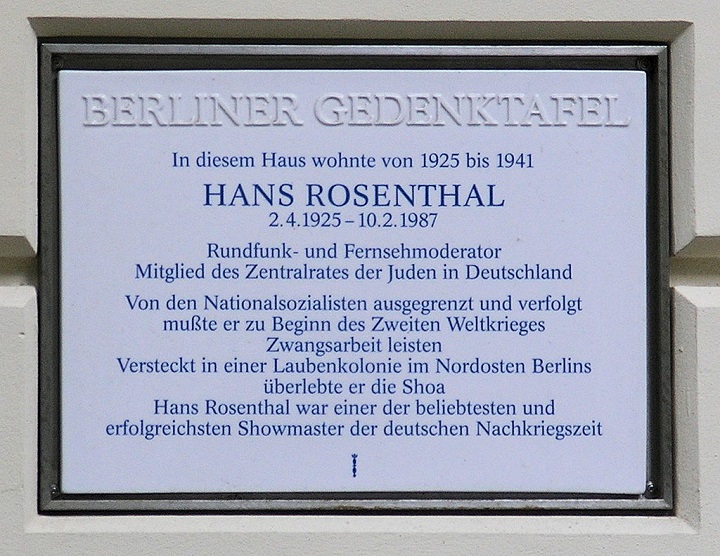 BERLINER GEDENKTAFEL
In diesem Haus wohnte von 1925 bis 1941
HANS ROSENTHAL
2.4.1925 – 10.2.1987
Rundfunk- und Fernsehmoderator
Mitglied des Zentralrates der Juden in Deutschland
Von den Nationalsozialisten ausgegrenzt und verfolgt
mußte er zu Beginn des Zweiten Weltkrieges
Zwangsarbeit leisten
Versteckt in einer Laubenkolonie im Nordosten Berlins
überlebte er die Shoa
Hans Rosenthal war einer der beliebtesten und
erfolgreichsten Showmaster der deutschen Nachkriegszeit